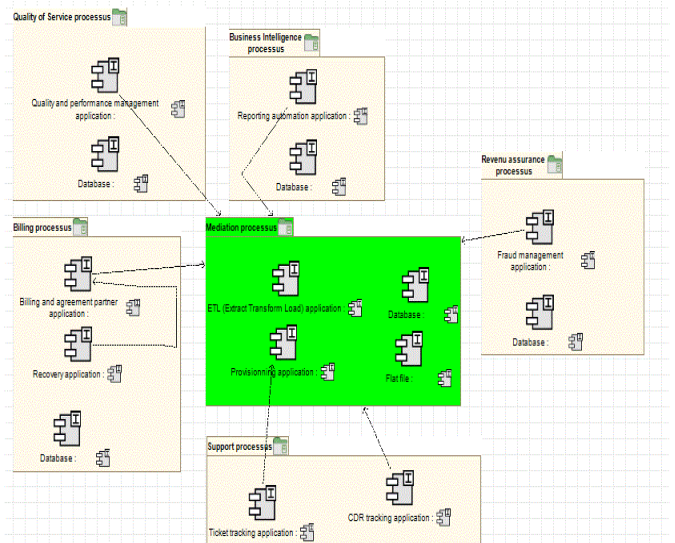 Quality of Service processus
Quality and performance management
application :
Database :
Business Intelligence
processus
Reporting automation application :
Database :
Revenu assurance
processus
Fraud management
application :
Database :
Billing processus
Billing and agreement partner
application :
Recovery application :
Database :
Mediation processus
ETL (Extract Transform Load) application :
Database :
Provisionning application :
Flat file :
Support processus
Ticket tracking application :
CDR tracking application :